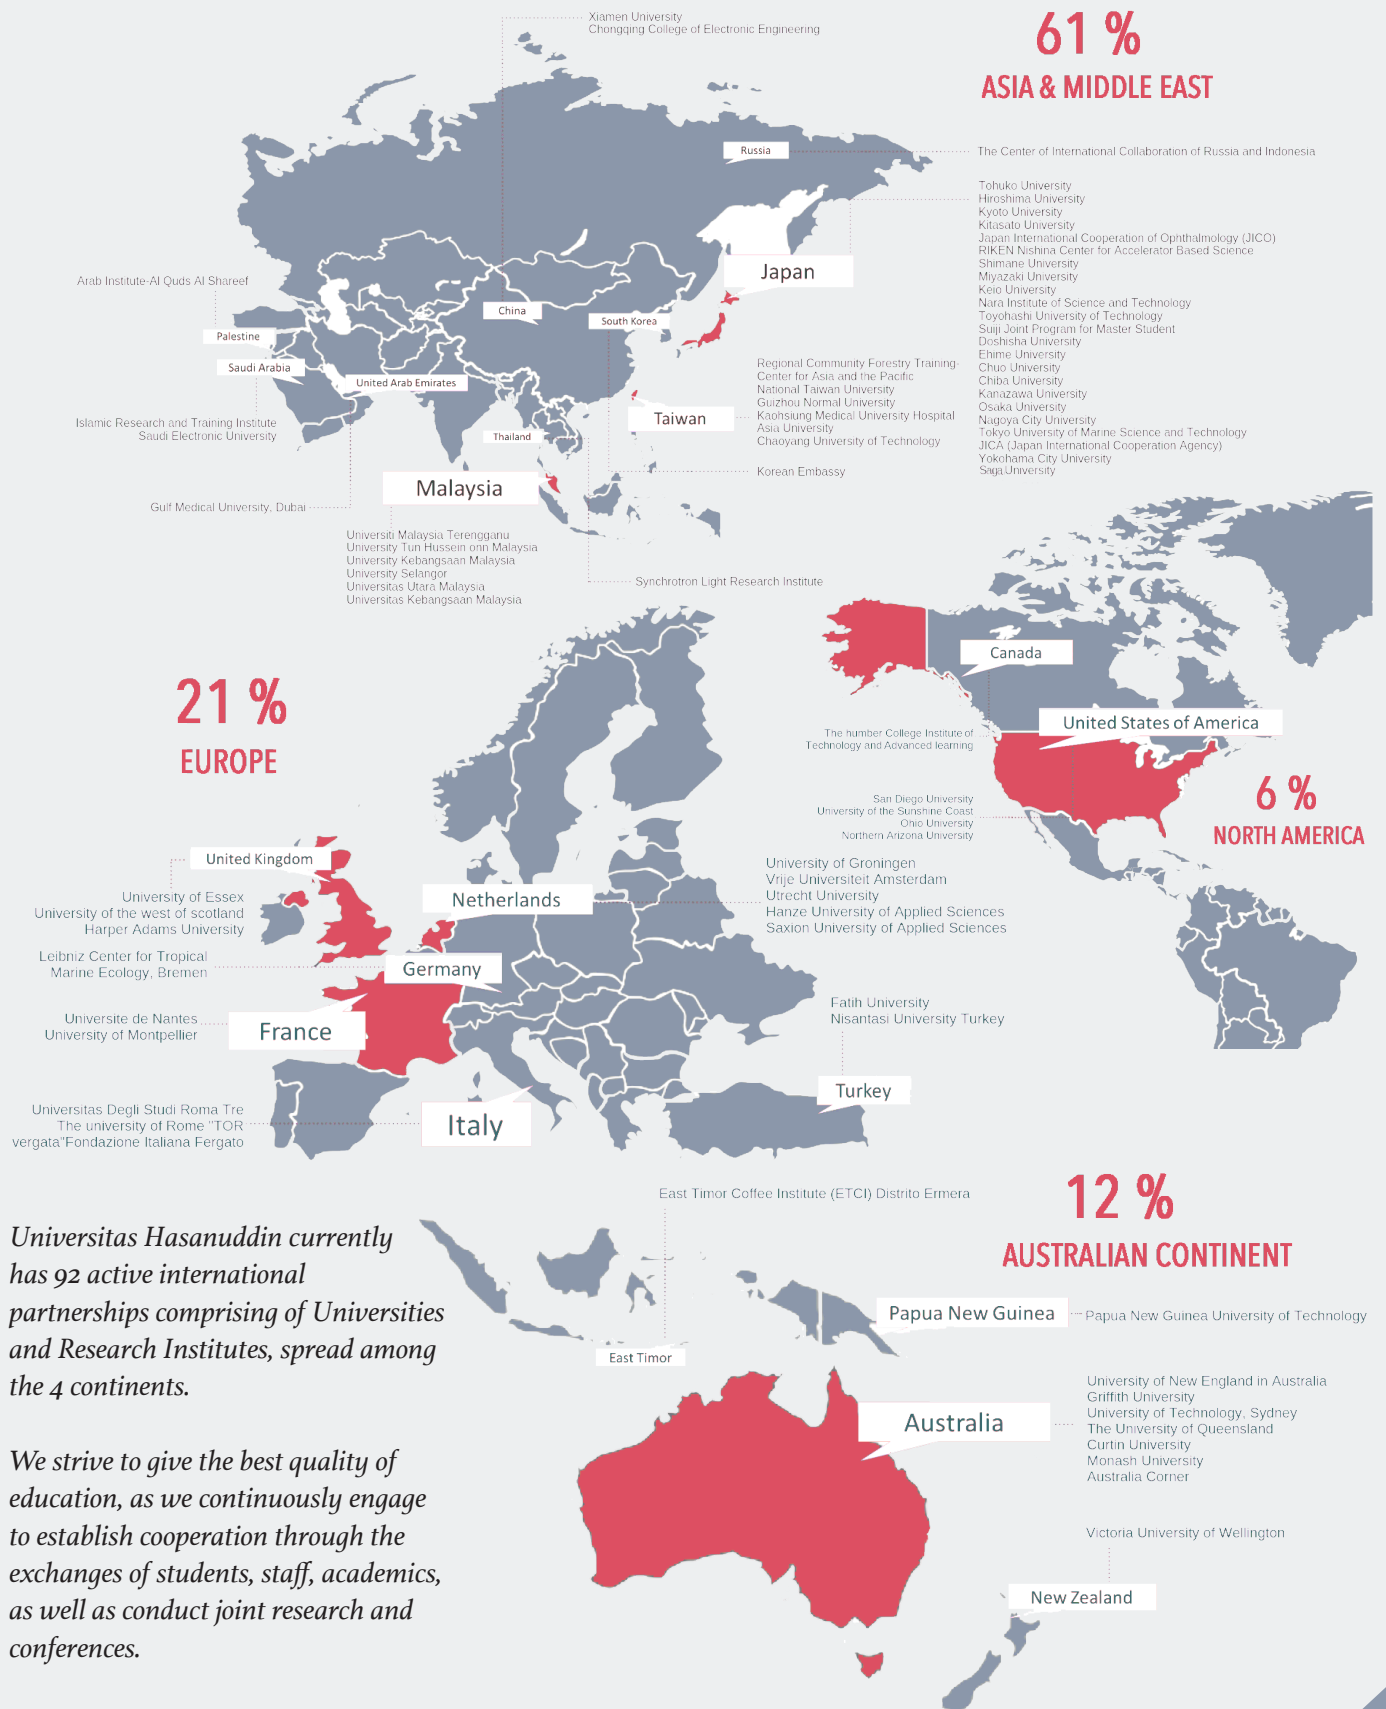 Xiamen University
Chongqing College of Electronic Engineering
61 %
ASIA & MIDDLE EAST
Russia
The Center of International Collaboration of Russia and Indonesia
Tohuko University
Hiroshima University
Kyoto University
Kitasato University
Japan International Cooperation of Ophthalmology (JICO)
RIKEN Nishina Center for Accelerator Based Science
Shimane University
Miyazaki University
Keio University
Nara Institute of Science and Technology
Toyohashi University of Technology
Suiji Joint Program for Master Student
Doshisha University
Ehime University
Chuo University
Chiba University
Kanazawa University
Osaka University
Nagoya City University
Tokyo University of Marine Science and Technology
JICA (Japan International Cooperation Agency)
Yokohama City University
Saga University
Japan
Arab Institute-Al Quds Al Shareef
China
South Korea
Palestine
Saudi Arabia
United Arab Emirates
Islamic Research and Training Institute
Saudi Electronic University
Thailand
Taiwan
Regional Community Forestry Training-
Center for Asia and the Pacific
National Taiwan University
Guizhou Normal University
Kaohsiung Medical University Hospital
Asia University
Chaoyang University of Technology
Korean Embassy
Malaysia
Gulf Medical University, Dubai
Universiti Malaysia Terengganu
University Tun Hussein onn Malaysia
University Kebangsaan Malaysia
University Selangor
Universitas Utara Malaysia
Universitas Kebangsaan Malaysia
Synchrotron Light Research Institute
21 %
EUROPE
Canada
United States of America
The humber College Institute of
Technology and Advanced learning
San Diego University
University of the Sunshine Coast
Ohio University
Northern Arizona University
6 %
NORTH AMERICA
United Kingdom
University of Essex
University of the west of scotland
Harper Adams University
Netherlands
University of Groningen
Vrije Universiteit Amsterdam
Utrecht University
Hanze University of Applied Sciences
Saxion University of Applied Sciences
Leibniz Center for Tropical
Marine Ecology, Bremen
Germany
Universite de Nantes
University of Montpellier
France
Fatih University
Nisantasi University Turkey
Turkey
Universitas Degli Studi Roma Tre
The university of Rome "TOR
vergata"Fondazione Italiana Fergato
Italy
East Timor Coffee Institute (ETCI) Distrito Ermera
12 %
AUSTRALIAN CONTINENT
Universitas Hasanuddin currently
has 92 active international
partnerships comprising of Universities
and Research Institutes, spread among
the 4 continents.
We strive to give the best quality of
education, as we continuously engage
to establish cooperation through the
exchanges of students, staff, academics,
as well as conduct joint research and
conferences.
Papua New Guinea
Papua New Guinea University of Technology
East Timor
Australia
University of New England in Australia
Griffith University
University of Technology, Sydney
The University of Queensland
Curtin University
Monash University
Australia Corner
Victoria University of Wellington
New Zealand